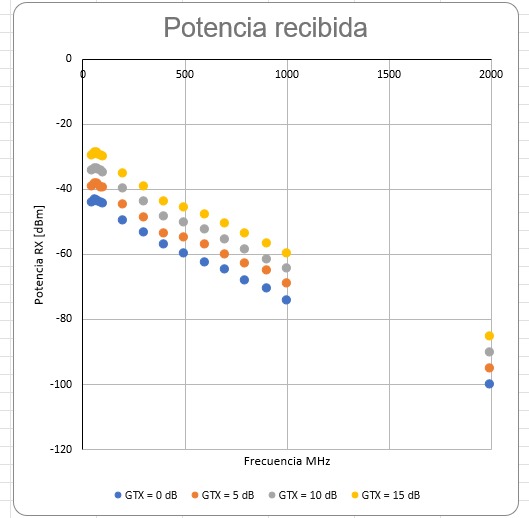 Potencia recibida
0
0 500 1000 1500 2000
-20
-40
-60
-80
-100
-120
Potencia RX [dBm]
Frecuencia MHz
GTX = 0 dB GTX = 5 dB GTX = 10 dB GTX = 15 dB